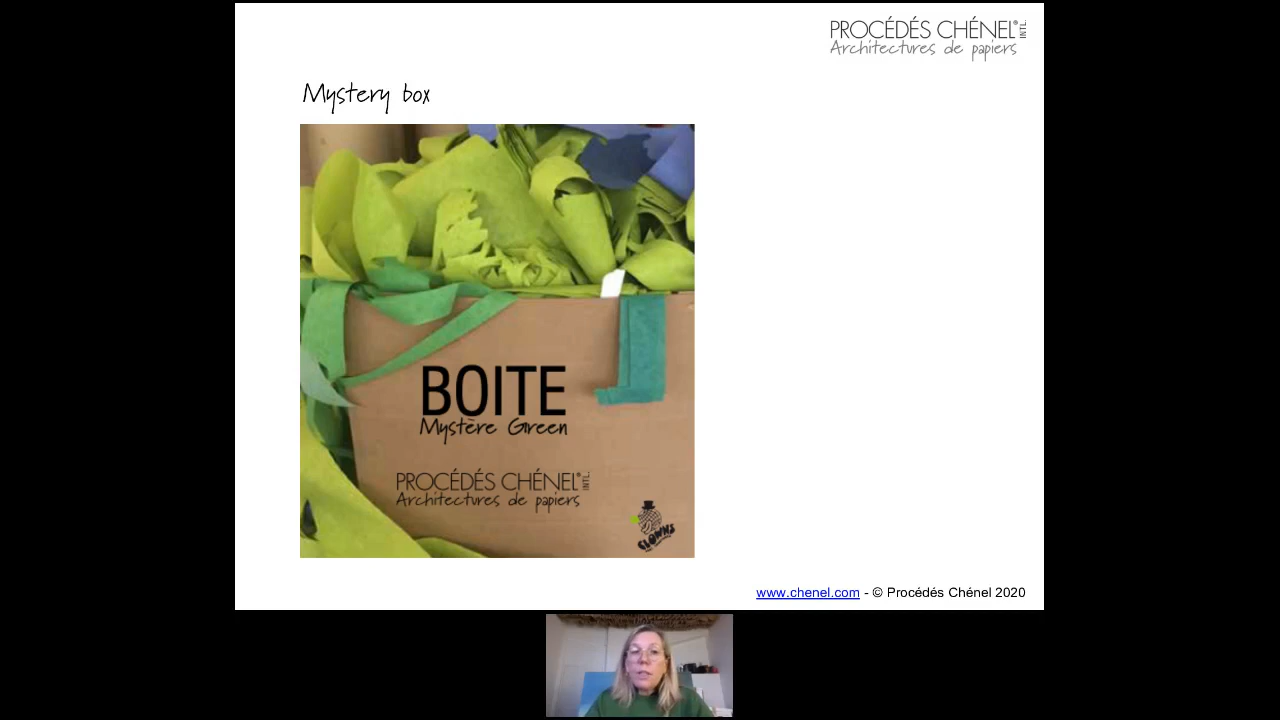 PROCÉDÉS CHÉNEL® INTL.
Architectures de papiers
Mystery box
BOITE
Mystère Green
PROCÉDÉS CHÉNEL® INTL.
Architectures de papiers
CLOWNS
www.chenel.com - © Procédés Chénel 2020